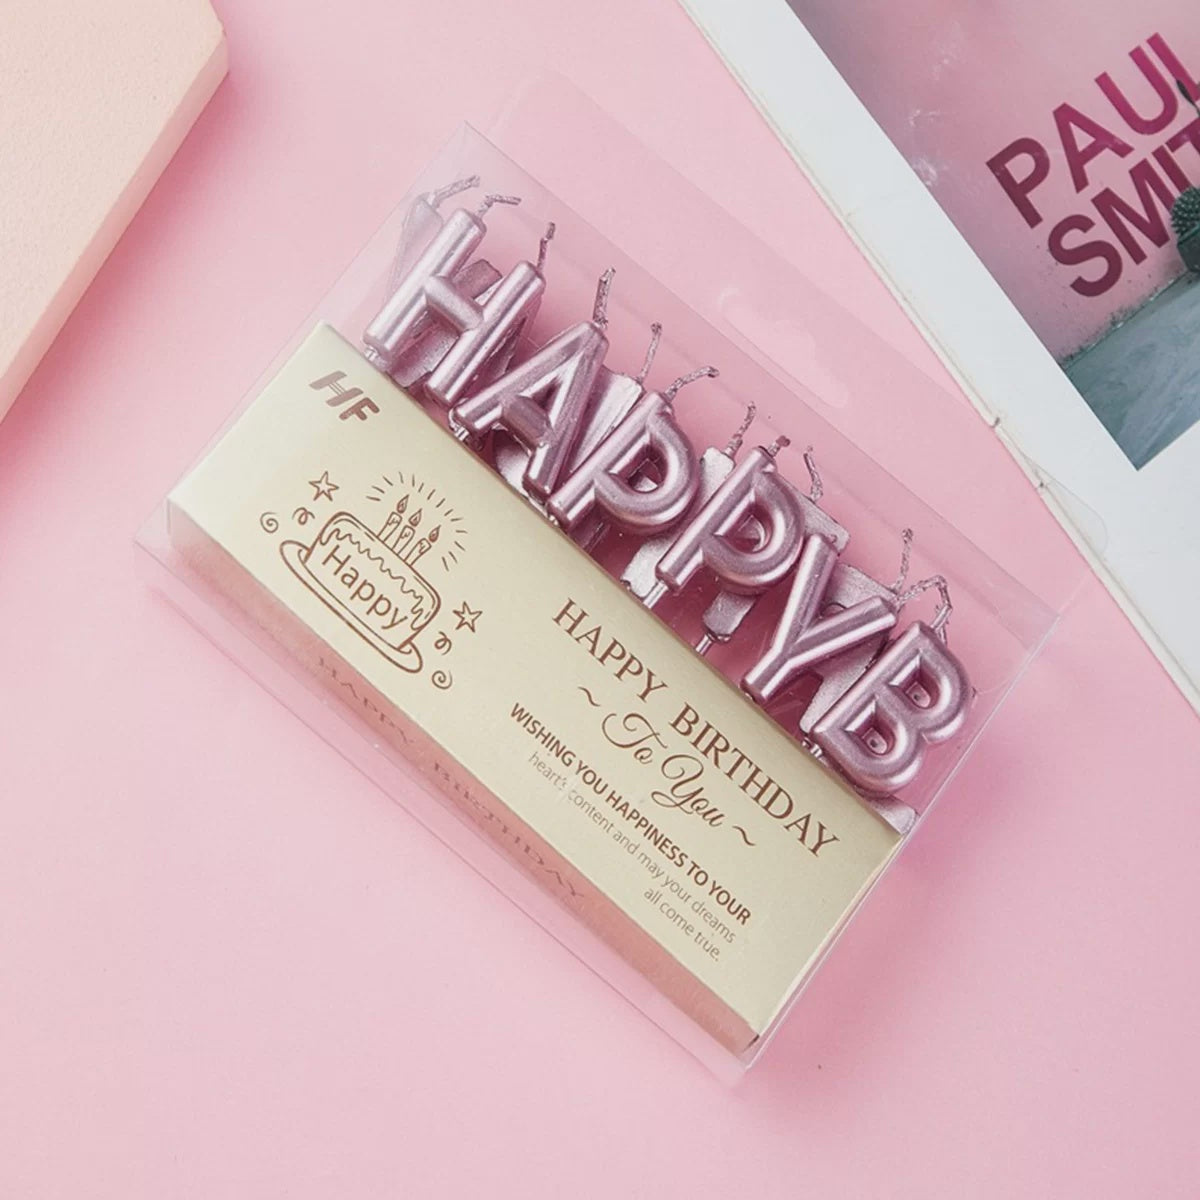 PAUL
SMIT
HAPPYB
HF
Happy
HAPPY BIRTHDAY
~ To You ~
WISHING YOU HAPPINESS TO YOUR
heart's content and may your dreams
all come true.
HAPPY BIRTHDAY